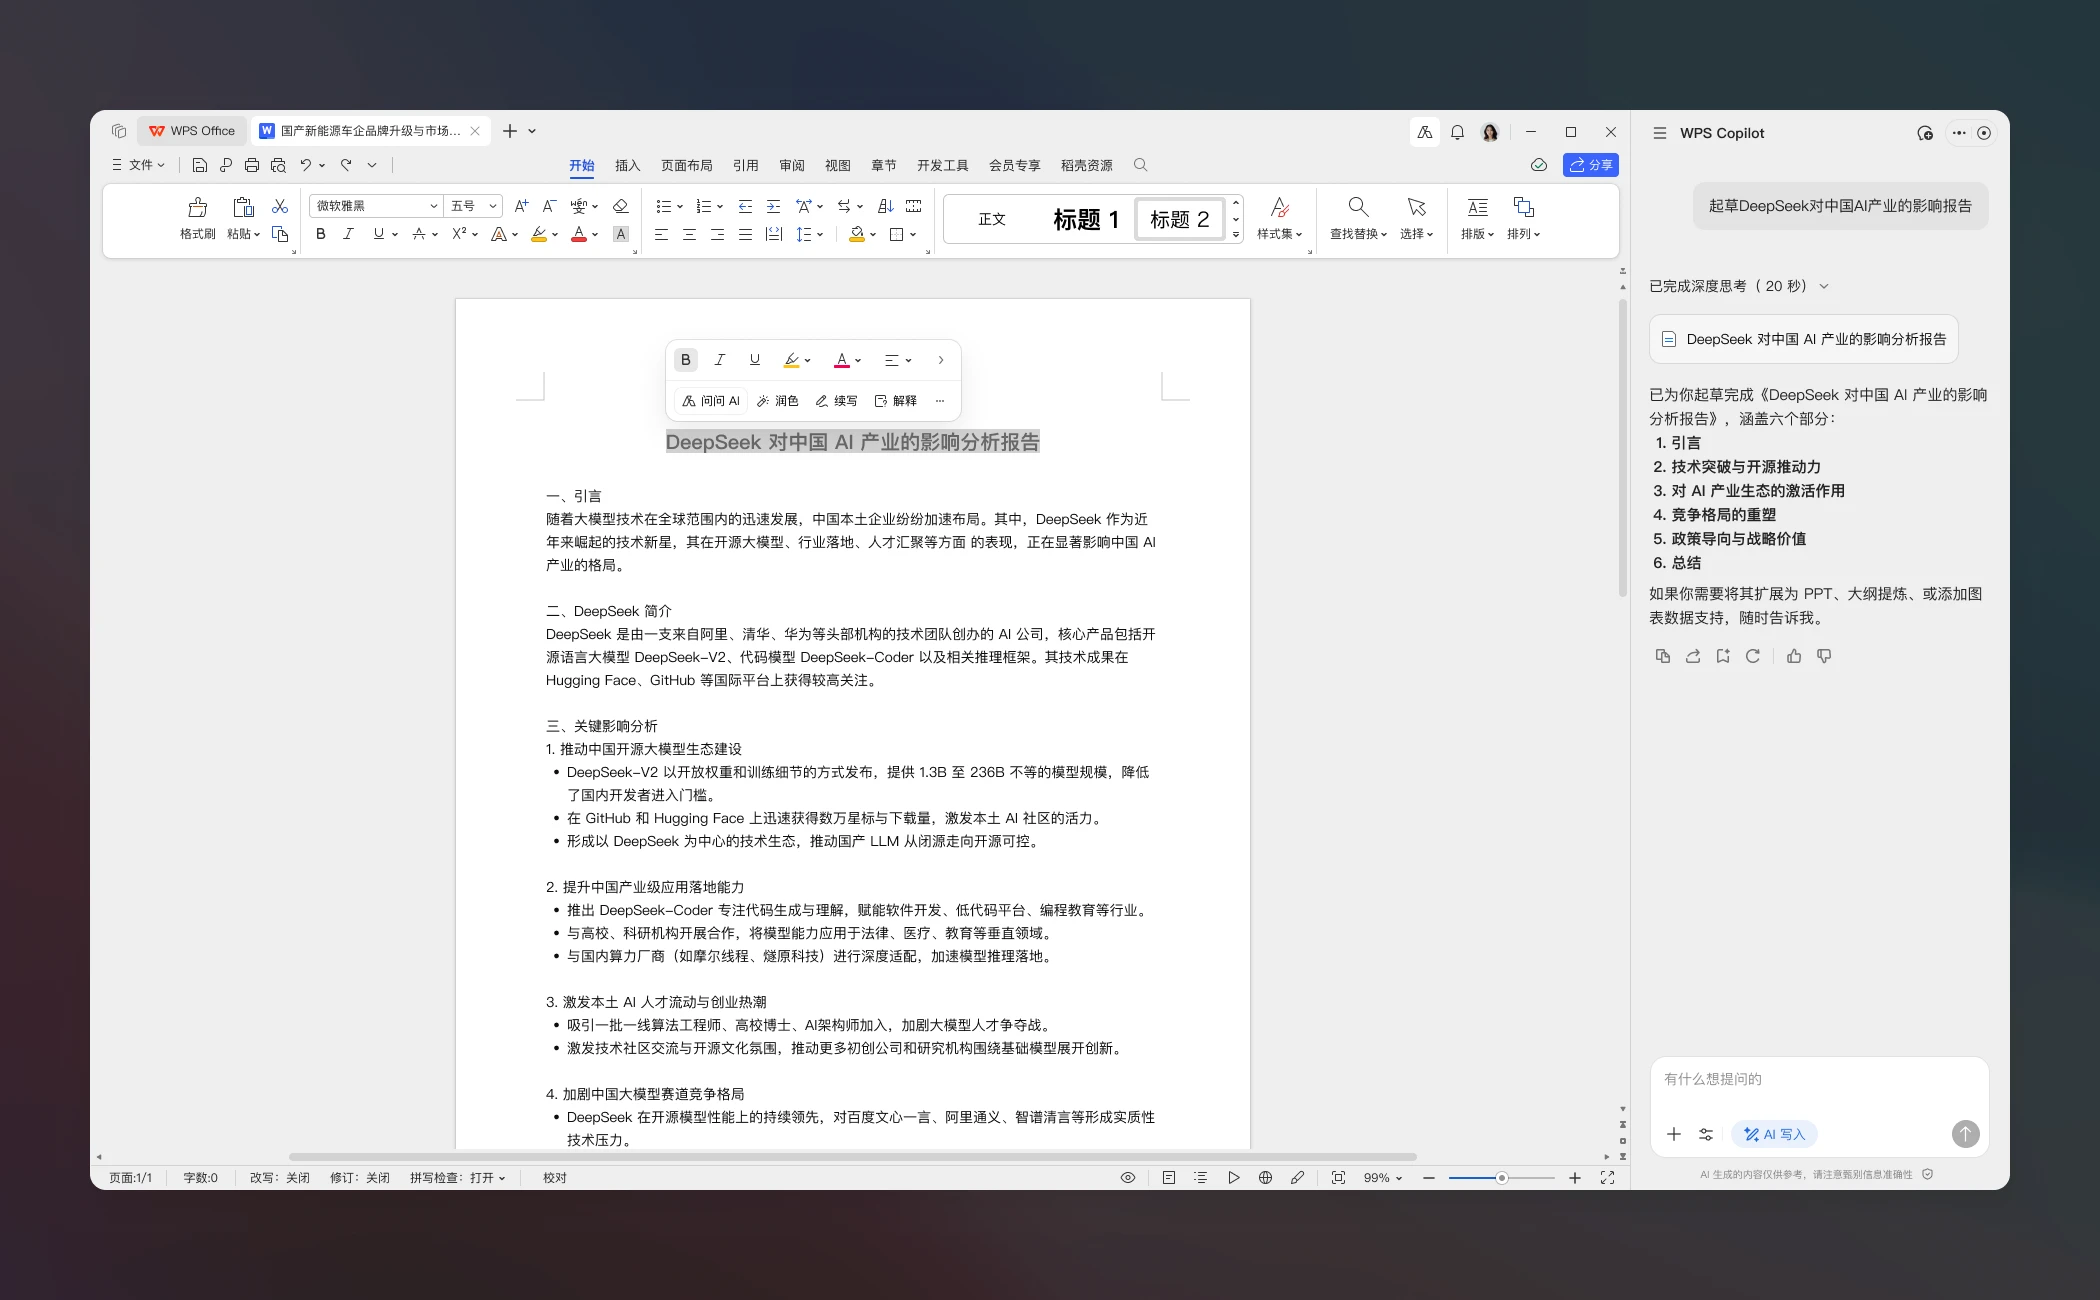 WPS Office
国产新能源车企品牌升级与市场...
文件
开始 插入 页面布局 引用 审阅 视图 章节 开发工具 会员专享 稻壳资源
分享
格式刷
粘贴
微软雅黑
五号
正文
标题 1
标题 2
样式集
查找替换
选择
排版
排列
B I U A
问问 AI 润色 续写 解释 ...
DeepSeek 对中国 AI 产业的影响分析报告
一、引言
随着大模型技术在全球范围内的迅速发展，中国本土企业纷纷加速布局。其中，DeepSeek 作为近
年来崛起的技术新星，其在开源大模型、行业落地、人才汇聚等方面 的表现，正在显著影响中国 AI
产业的格局。
二、DeepSeek 简介
DeepSeek 是由一支来自阿里、清华、华为等头部机构的技术团队创办的 AI 公司，核心产品包括开
源语言大模型 DeepSeek-V2、代码模型 DeepSeek-Coder 以及相关推理框架。其技术成果在
Hugging Face、GitHub 等国际平台上获得较高关注。
三、关键影响分析
1. 推动中国开源大模型生态建设
• DeepSeek-V2 以开放权重和训练细节的方式发布，提供 1.3B 至 236B 不等的模型规模，降低
了国内开发者进入门槛。
• 在 GitHub 和 Hugging Face 上迅速获得数万星标与下载量，激发本土 AI 社区的活力。
• 形成以 DeepSeek 为中心的技术生态，推动国产 LLM 从闭源走向开源可控。
2. 提升中国产业级应用落地能力
• 推出 DeepSeek-Coder 专注代码生成与理解，赋能软件开发、低代码平台、编程教育等行业。
• 与高校、科研机构开展合作，将模型能力应用于法律、医疗、教育等垂直领域。
• 与国内算力厂商（如摩尔线程、燧原科技）进行深度适配，加速模型推理落地。
3. 激发本土 AI 人才流动与创业热潮
• 吸引一批一线算法工程师、高校博士、AI架构师加入，加剧大模型人才争夺战。
• 激发技术社区交流与开源文化氛围，推动更多初创公司和研究机构围绕基础模型展开创新。
4. 加剧中国大模型赛道竞争格局
• DeepSeek 在开源模型性能上的持续领先，对百度文心一言、阿里通义、智谱清言等形成实质性
技术压力。
页面:1/1 字数:0 改写：关闭 修订：关闭 拼写检查：打开 校对
99%
WPS Copilot
起草DeepSeek对中国AI产业的影响报告
已完成深度思考（ 20 秒）
DeepSeek 对中国 AI 产业的影响分析报告
已为你起草完成《DeepSeek 对中国 AI 产业的影响
分析报告》，涵盖六个部分：
1. 引言
2. 技术突破与开源推动力
3. 对 AI 产业生态的激活作用
4. 竞争格局的重塑
5. 政策导向与战略价值
6. 总结
如果你需要将其扩展为 PPT、大纲提炼、或添加图
表数据支持，随时告诉我。
有什么想提问的
AI 写入
AI 生成的内容仅供参考，请注意甄别信息准确性